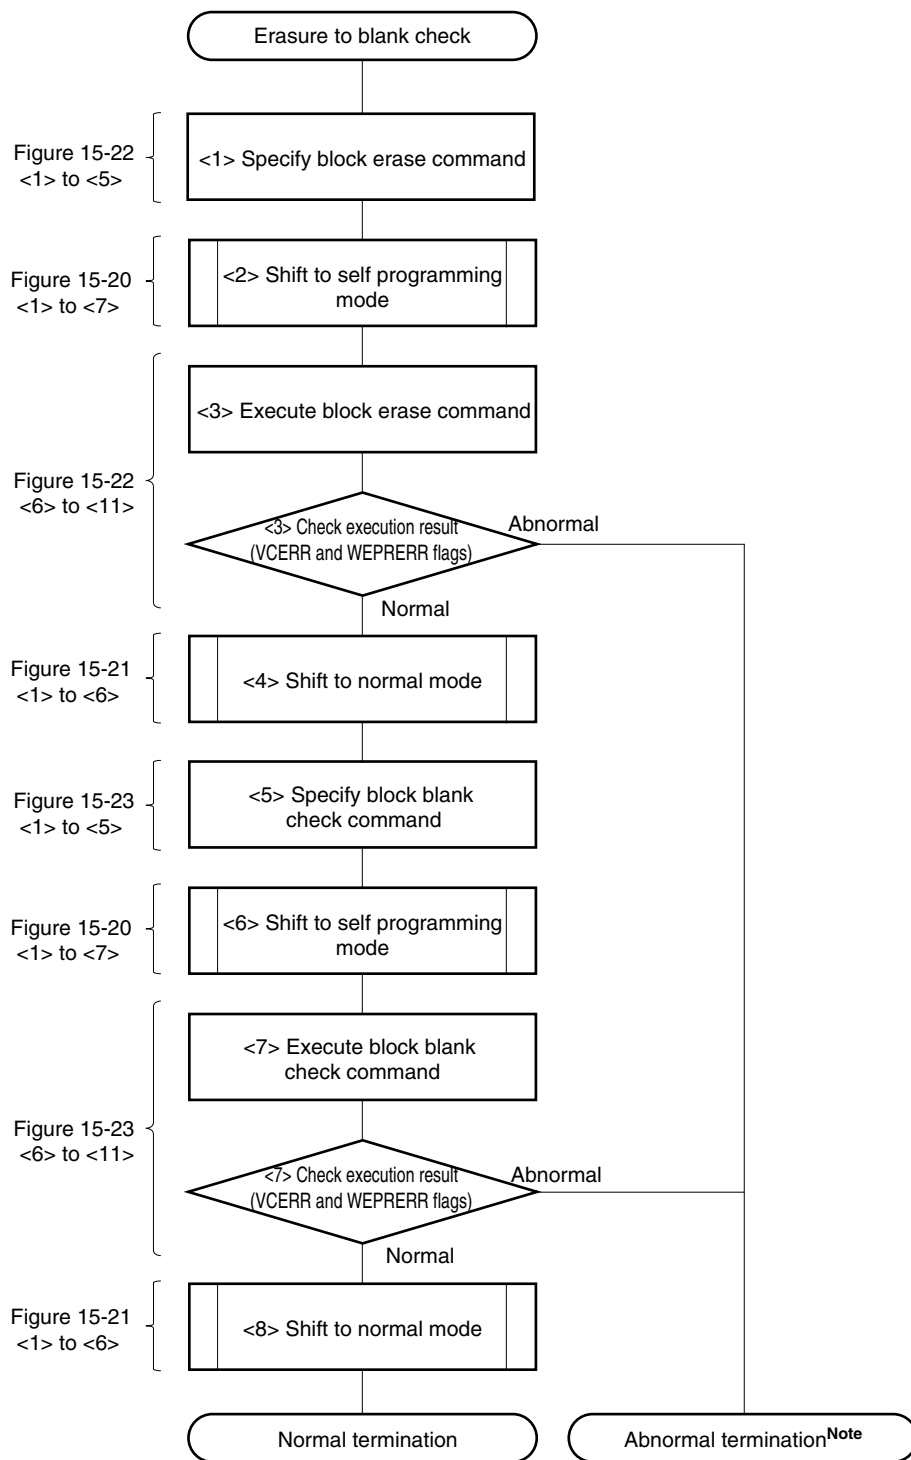 Erasure to blank check
Figure 15-22
<1> to <5>
<1> Specify block erase command
Figure 15-20
<1> to <7>
<2> Shift to self programming
mode
<3> Execute block erase command
Figure 15-22
<6> to <11>
<3> Check execution result
(VCERR and WEPRERR flags)
Abnormal
Normal
Figure 15-21
<1> to <6>
<4> Shift to normal mode
Figure 15-23
<1> to <5>
<5> Specify block blank
check command
Figure 15-20
<1> to <7>
<6> Shift to self programming
mode
<7> Execute block blank
check command
Figure 15-23
<6> to <11>
<7> Check execution result
(VCERR and WEPRERR flags)
Abnormal
Normal
Figure 15-21
<1> to <6>
<8> Shift to normal mode
Normal termination
Abnormal termination Note